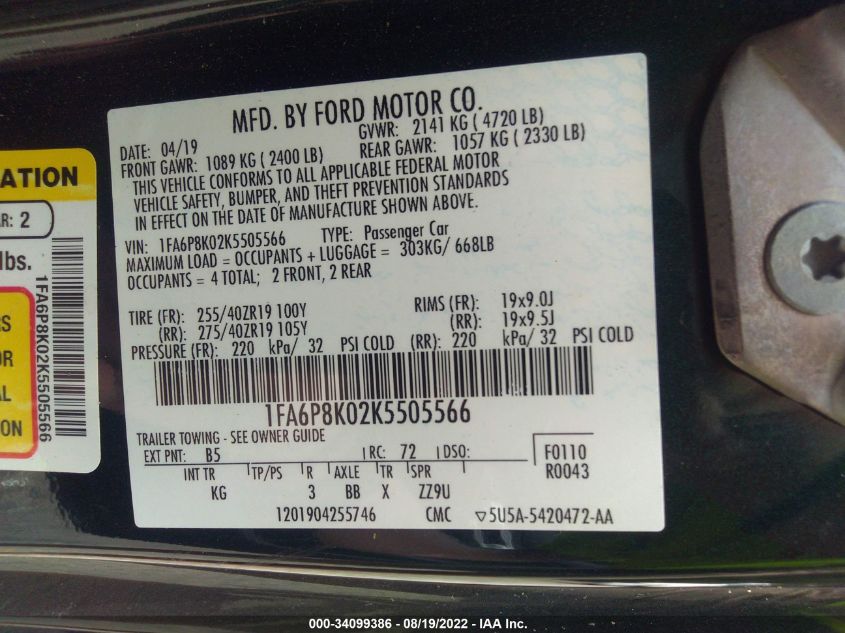 MFD. BY FORD MOTOR CO.
DATE: 04/19 GVWR: 2141 KG ( 4720 LB)
FRONT GAWR: 1089 KG ( 2400 LB) REAR GAWR: 1057 KG ( 2330 LB)
THIS VEHICLE CONFORMS TO ALL APPLICABLE FEDERAL MOTOR
VEHICLE SAFETY, BUMPER, AND THEFT PREVENTION STANDARDS
IN EFFECT ON THE DATE OF MANUFACTURE SHOWN ABOVE.
VIN: 1FA6P8K02K5505566 TYPE: Passenger Car
MAXIMUM LOAD = OCCUPANTS + LUGGAGE = 303KG/ 668LB
OCCUPANTS = 4 TOTAL; 2 FRONT, 2 REAR
TIRE (FR): 255/40ZR19 100Y RIMS (FR): 19x9.0J
(RR): 275/40ZR19 105Y (RR): 19x9.5J
PRESSURE (FR): 220 kPa/ 32 PSI COLD (RR): 220 kPa/ 32 PSI COLD
1FA6P8K02K5505566
TRAILER TOWING - SEE OWNER GUIDE
EXT PNT: B5 RC: 72 DSO: F0110
INT TR TP/PS R AXLE TR SPR R0043
KG 3 BB X ZZ9U
1201904255746 CMC ▽5U5A-5420472-AA
ATION
AR: 2
lbs.
RS
OR
AL
ON
1FA6P8K02K5505566
000-34099386 - 08/19/2022 - IAA Inc.